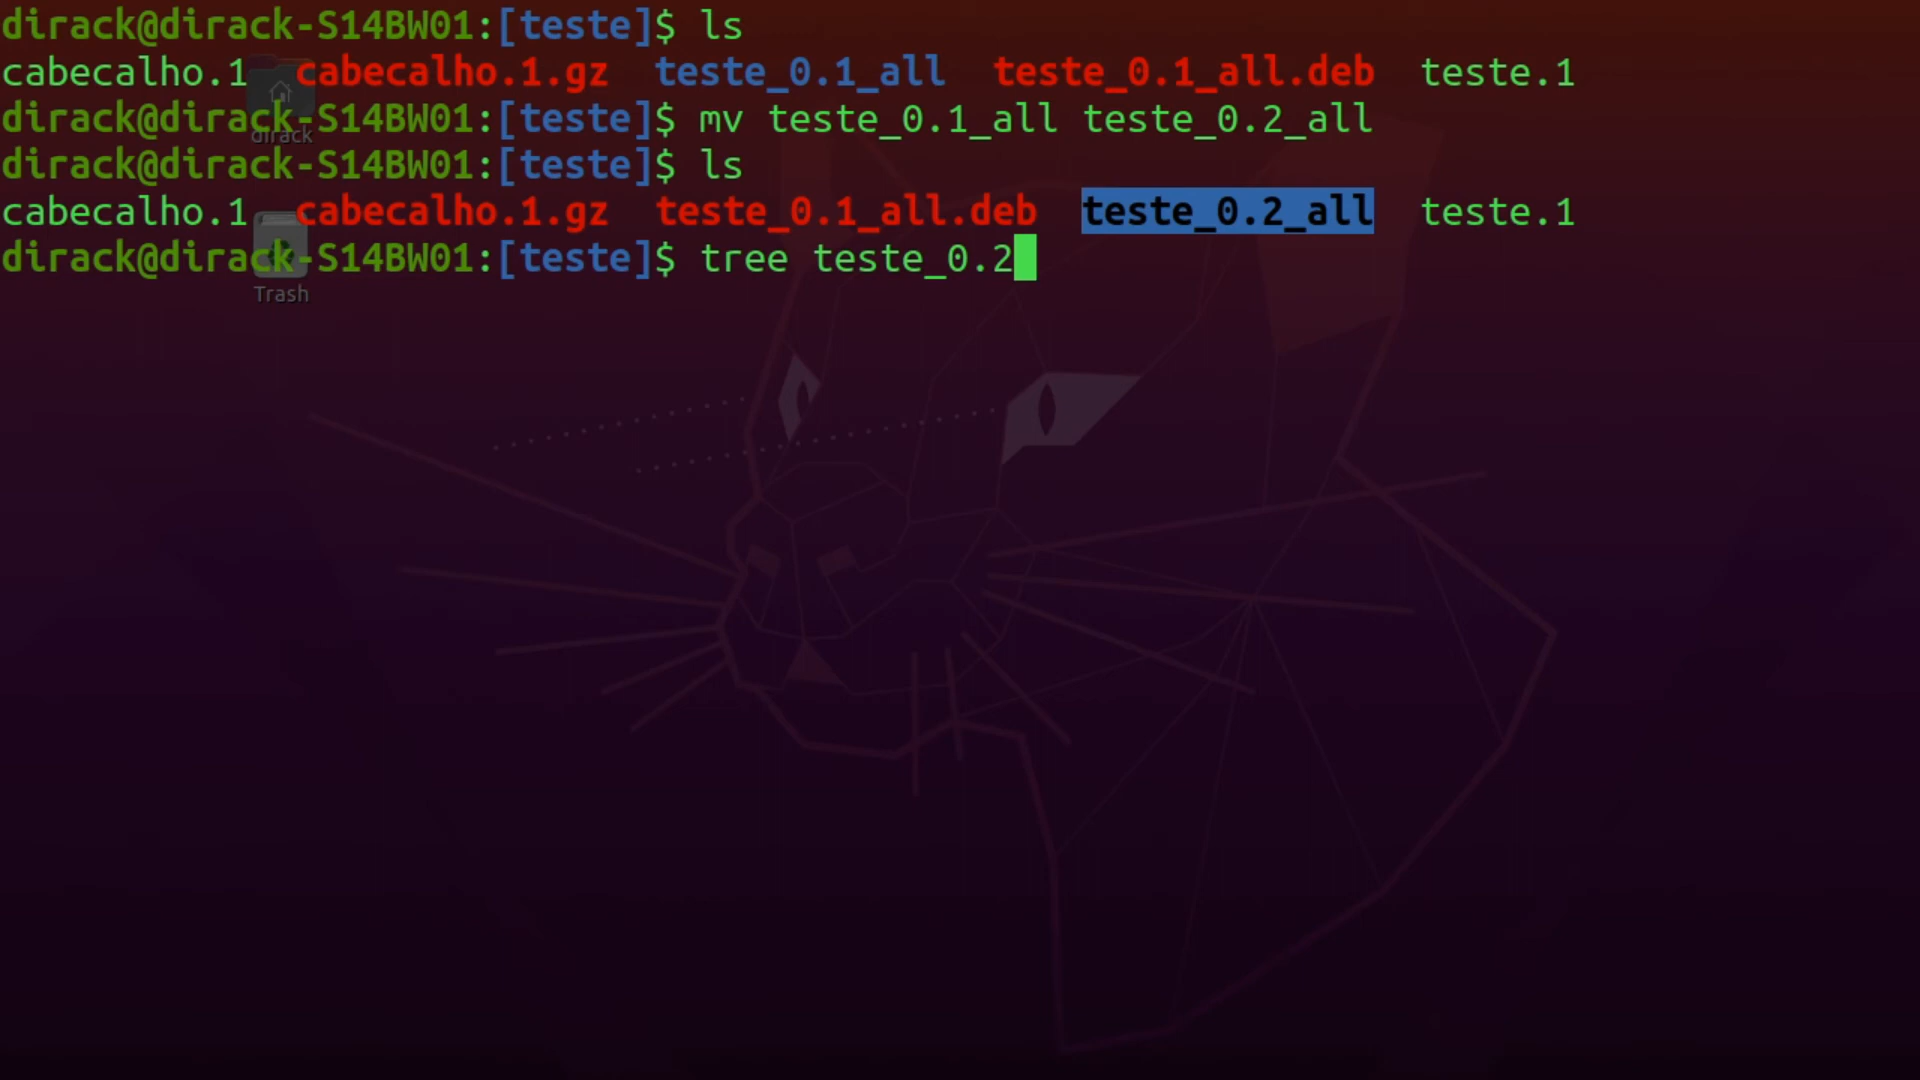 dirack@dirack-S14BW01:[teste]$ ls
cabecalho.1 cabecalho.1.gz teste_0.1_all teste_0.1_all.deb teste.1
dirack@dirack-S14BW01:[teste]$ mv teste_0.1_all teste_0.2_all
dirack
dirack@dirack-S14BW01:[teste]$ ls
cabecalho.1 cabecalho.1.gz teste_0.1_all.deb teste_0.2_all teste.1
dirack@dirack-S14BW01:[teste]$ tree teste_0.2
Trash